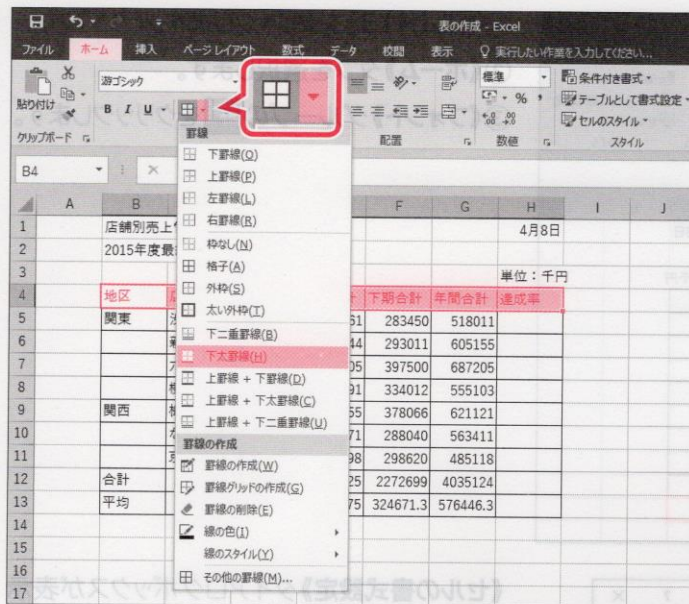 表の作成 - Excel
ファイル ホーム 挿入 ページレイアウト 数式 データ 校閲 表示 実行したい作業を入力してください...
貼り付け
游ゴシック
標準
条件付き書式
B I U
% ,
テーブルとして書式設定
セルのスタイル
クリップボード 配置 数値 スタイル
B4
罫線
下罫線(O)
上罫線(P)
左罫線(L)
右罫線(R)
枠なし(N)
格子(A)
外枠(S)
太い外枠(T)
下二重罫線(B)
下太罫線(H)
上罫線 + 下罫線(D)
上罫線 + 下太罫線(C)
上罫線 + 下二重罫線(U)
罫線の作成
罫線の作成(W)
罫線グリッドの作成(G)
罫線の削除(E)
線の色(I)
線のスタイル(Y)
その他の罫線(M)...
A B F G H I J
1 店舗別売上 4月8日
2 2015年度最
3 単位：千円
4 地区 下期合計 年間合計 達成率
5 関東 61 283450 518011
6 44 293011 605155
7 05 397500 687205
8 91 334012 555103
9 関西 55 378066 621121
10 71 288040 563411
11 98 298620 485118
12 合計 25 2272699 4035124
13 平均 75 324671.3 576446.3
14
15
16
17